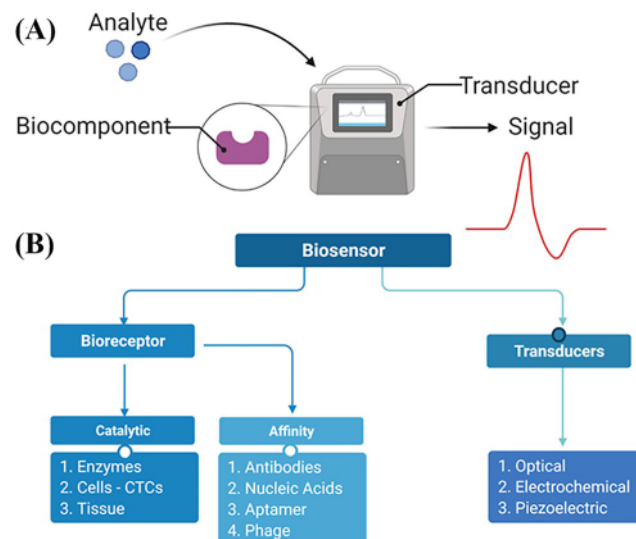 (A)
Analyte
Transducer
Biocomponent
Signal
(B)
Biosensor
Bioreceptor
Transducers
Catalytic
Affinity
1. Enzymes
2. Cells - CTCs
3. Tissue
1. Antibodies
2. Nucleic Acids
3. Aptamer
4. Phage
1. Optical
2. Electrochemical
3. Piezoelectric